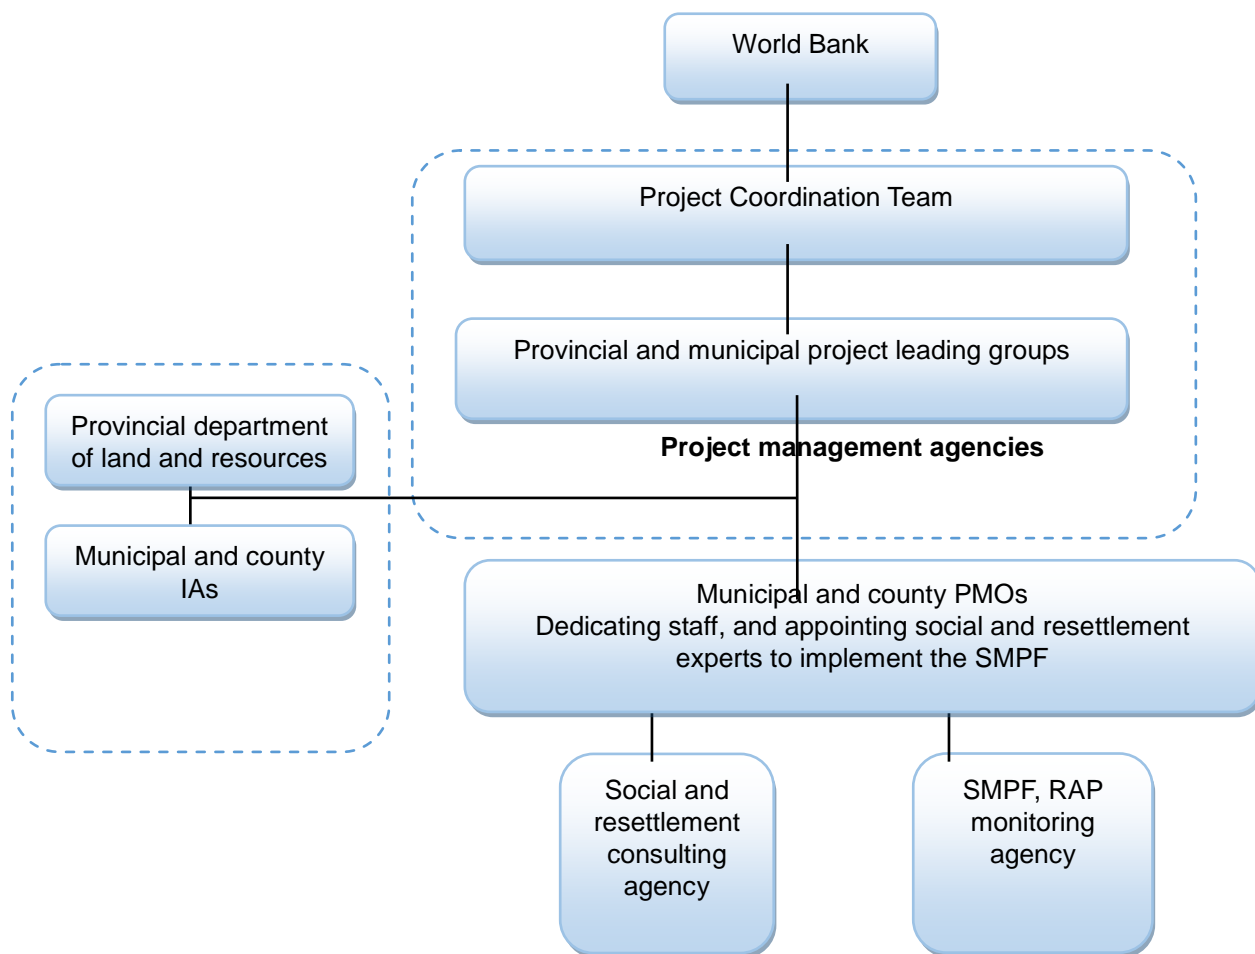 World Bank
Project Coordination Team
Provincial and municipal project leading groups
Project management agencies
Provincial department
of land and resources
Municipal and county
IAs
Municipal and county PMOs
Dedicating staff, and appointing social and resettlement
experts to implement the SMPF
Social and
resettlement
consulting
agency
SMPF, RAP
monitoring
agency